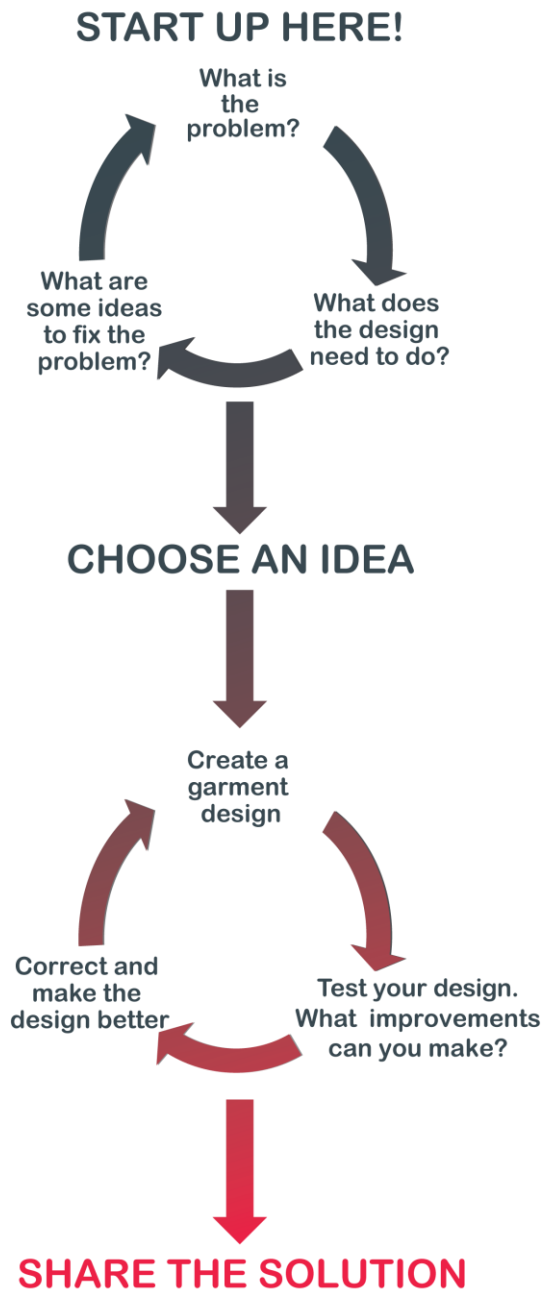 START UP HERE!
What is
the
problem?
What does
the design
need to do?
What are
some ideas
to fix the
problem?
CHOOSE AN IDEA
Create a
garment
design
Test your design.
What improvements
can you make?
Correct and
make the
design better
SHARE THE SOLUTION